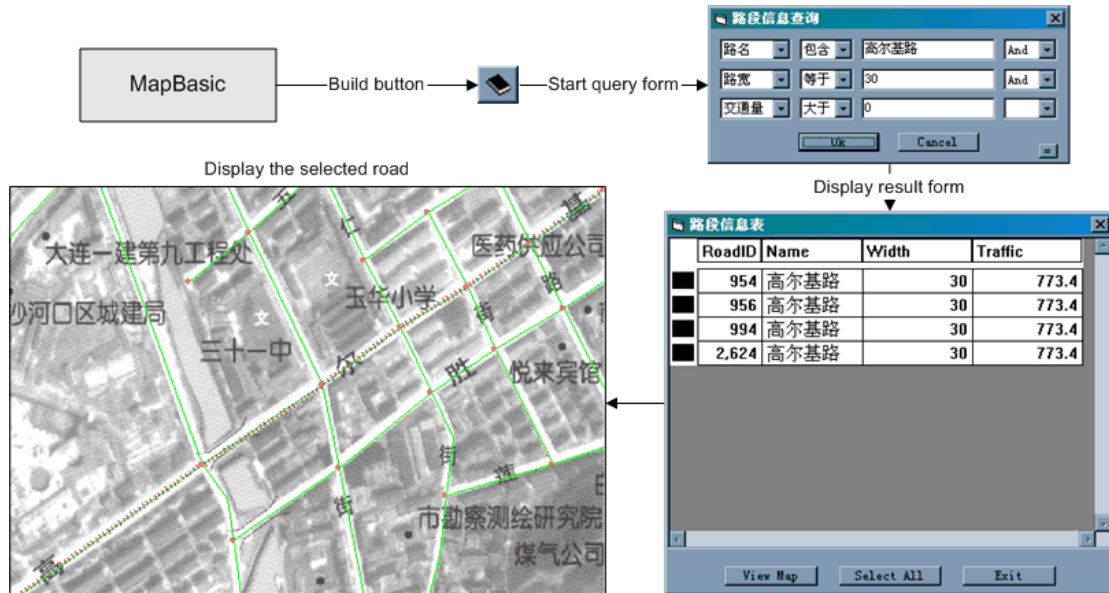 MapBasic
Build button
Start query form
路段信息查询
路名 包含 高尔基路 And
路宽 等于 30 And
交通量 大于 0
Ok Cancel
=
Display result form
路段信息表
RoadID Name Width Traffic
954 高尔基路 30 773.4
956 高尔基路 30 773.4
994 高尔基路 30 773.4
2,624 高尔基路 30 773.4
View Map Select All Exit
Display the selected road
五
仁
基
大连一建第九工程处
医药供应公司
文
玉华小学
路
沙河口区城建局
文
街
三十一中
尔
胜
悦来宾馆
街
莲
街
市勘察测绘研究院
高
煤气公司